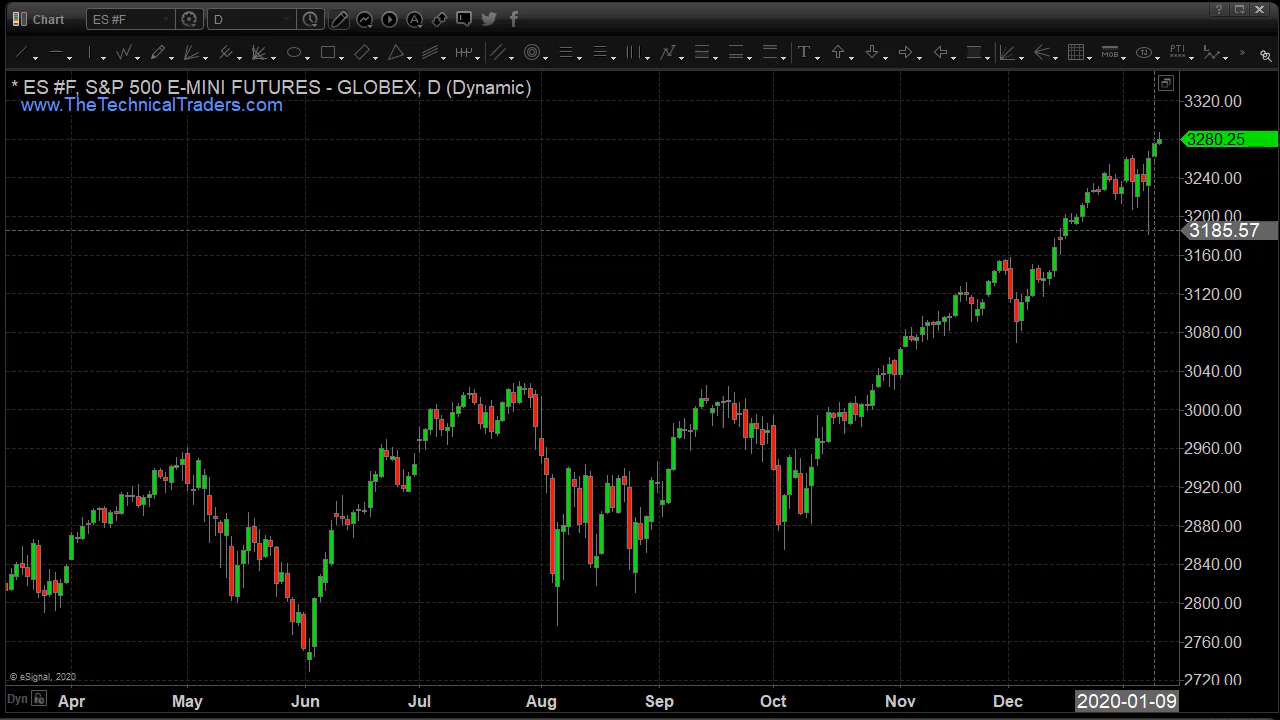 Chart ES #F D
T MOB PTI
* ES #F, S&P 500 E-MINI FUTURES - GLOBEX, D (Dynamic)
www.TheTechnicalTraders.com
3320.00
3280.25
3240.00
3200.00
3185.57
3160.00
3120.00
3080.00
3040.00
3000.00
2960.00
2920.00
2880.00
2840.00
2800.00
2760.00
2720.00
© eSignal, 2020
Dyn Apr May Jun Jul Aug Sep Oct Nov Dec 2020-01-09